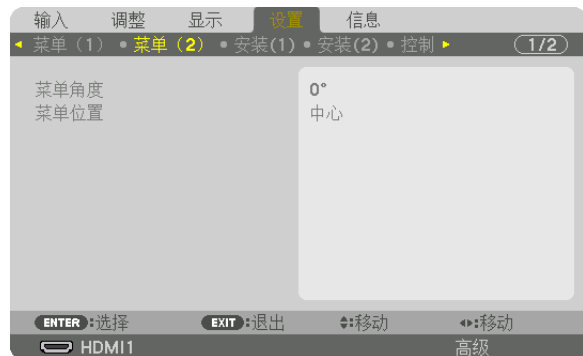 输入 调整 显示 设置 信息
菜单（1） ● 菜单（2） ● 安装(1) ● 安装(2) ● 控制 1/2
菜单角度 0°
菜单位置 中心
ENTER:选择 EXIT:退出 :移动 :移动
HDMI1 高级